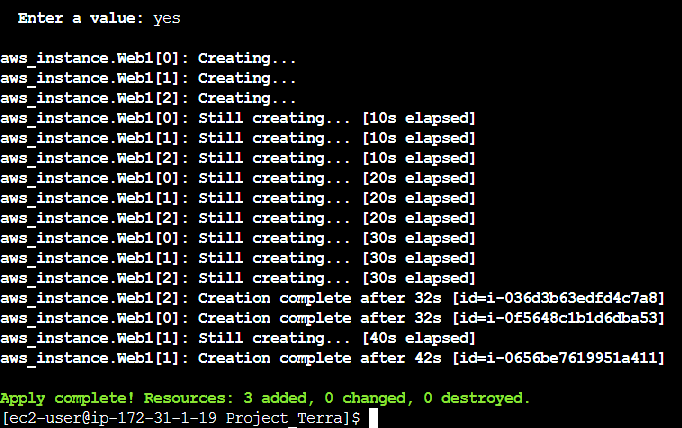 Enter a value: yes
aws_instance.Web1[0]: Creating...
aws_instance.Web1[1]: Creating...
aws_instance.Web1[2]: Creating...
aws_instance.Web1[0]: Still creating... [10s elapsed]
aws_instance.Web1[1]: Still creating... [10s elapsed]
aws_instance.Web1[2]: Still creating... [10s elapsed]
aws_instance.Web1[0]: Still creating... [20s elapsed]
aws_instance.Web1[1]: Still creating... [20s elapsed]
aws_instance.Web1[2]: Still creating... [20s elapsed]
aws_instance.Web1[0]: Still creating... [30s elapsed]
aws_instance.Web1[1]: Still creating... [30s elapsed]
aws_instance.Web1[2]: Still creating... [30s elapsed]
aws_instance.Web1[2]: Creation complete after 32s [id=i-036d3b63edfd4c7a8]
aws_instance.Web1[0]: Creation complete after 32s [id=i-0f5648c1b1d6dba53]
aws_instance.Web1[1]: Still creating... [40s elapsed]
aws_instance.Web1[1]: Creation complete after 42s [id=i-0656be7619951a411]
Apply complete! Resources: 3 added, 0 changed, 0 destroyed.
[ec2-user@ip-172-31-1-19 Project_Terra]$